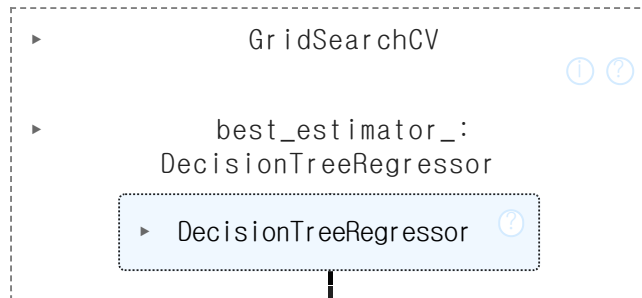 GridSearchCV
i ?
best_estimator_:
DecisionTreeRegressor
DecisionTreeRegressor ?